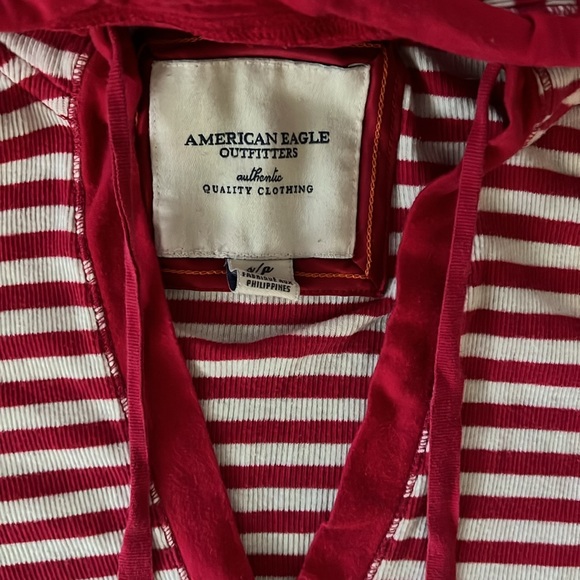 AMERICAN EAGLE
OUTFITTERS
authentic
QUALITY CLOTHING
S/P
PHILIPPINES